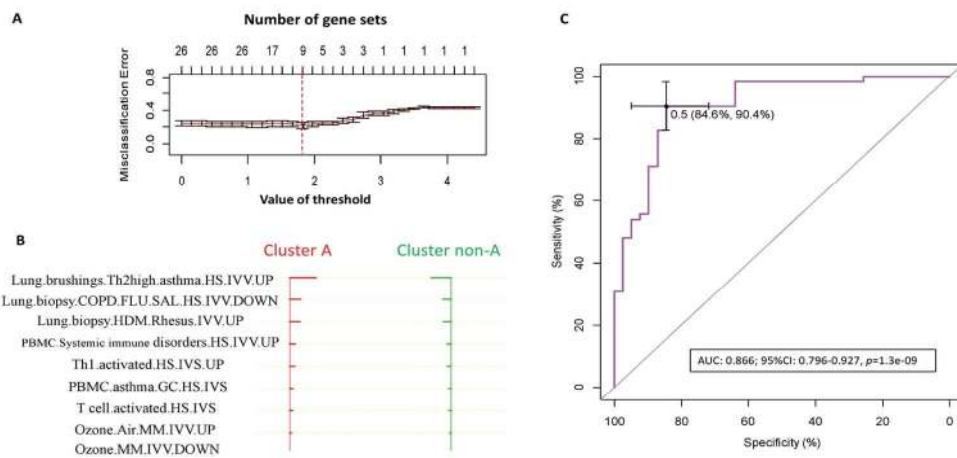 A
Number of gene sets
26 26 26 17 9 5 3 3 1 1 1 1 1
Misclassification Error
0.8
0.4
0.0
0 1 2 3 4
Value of threshold
B
Cluster A
Cluster non-A
Lung.brushings.Th2high.asthma.HS.IVV.UP
Lung.biopsy.COPD.FLU.SAL.HS.IVV.DOWN
Lung.biopsy.HDM.Rhesus.IVV.UP
PBMC.Systemic immune disorders.HS.IVV.UP
Th1.activated.HS.IVS.UP
PBMC.asthma.GC.HS.IVS
T cell.activated.HS.IVS
Ozone.Air.MM.IVV.UP
Ozone.MM.IVV.DOWN
C
Sensitivity (%)
100
80
60
40
20
0
0.5 (84.6%, 90.4%)
AUC: 0.866; 95%CI: 0.796-0.927, p=1.3e-09
100 80 60 40 20 0
Specificity (%)